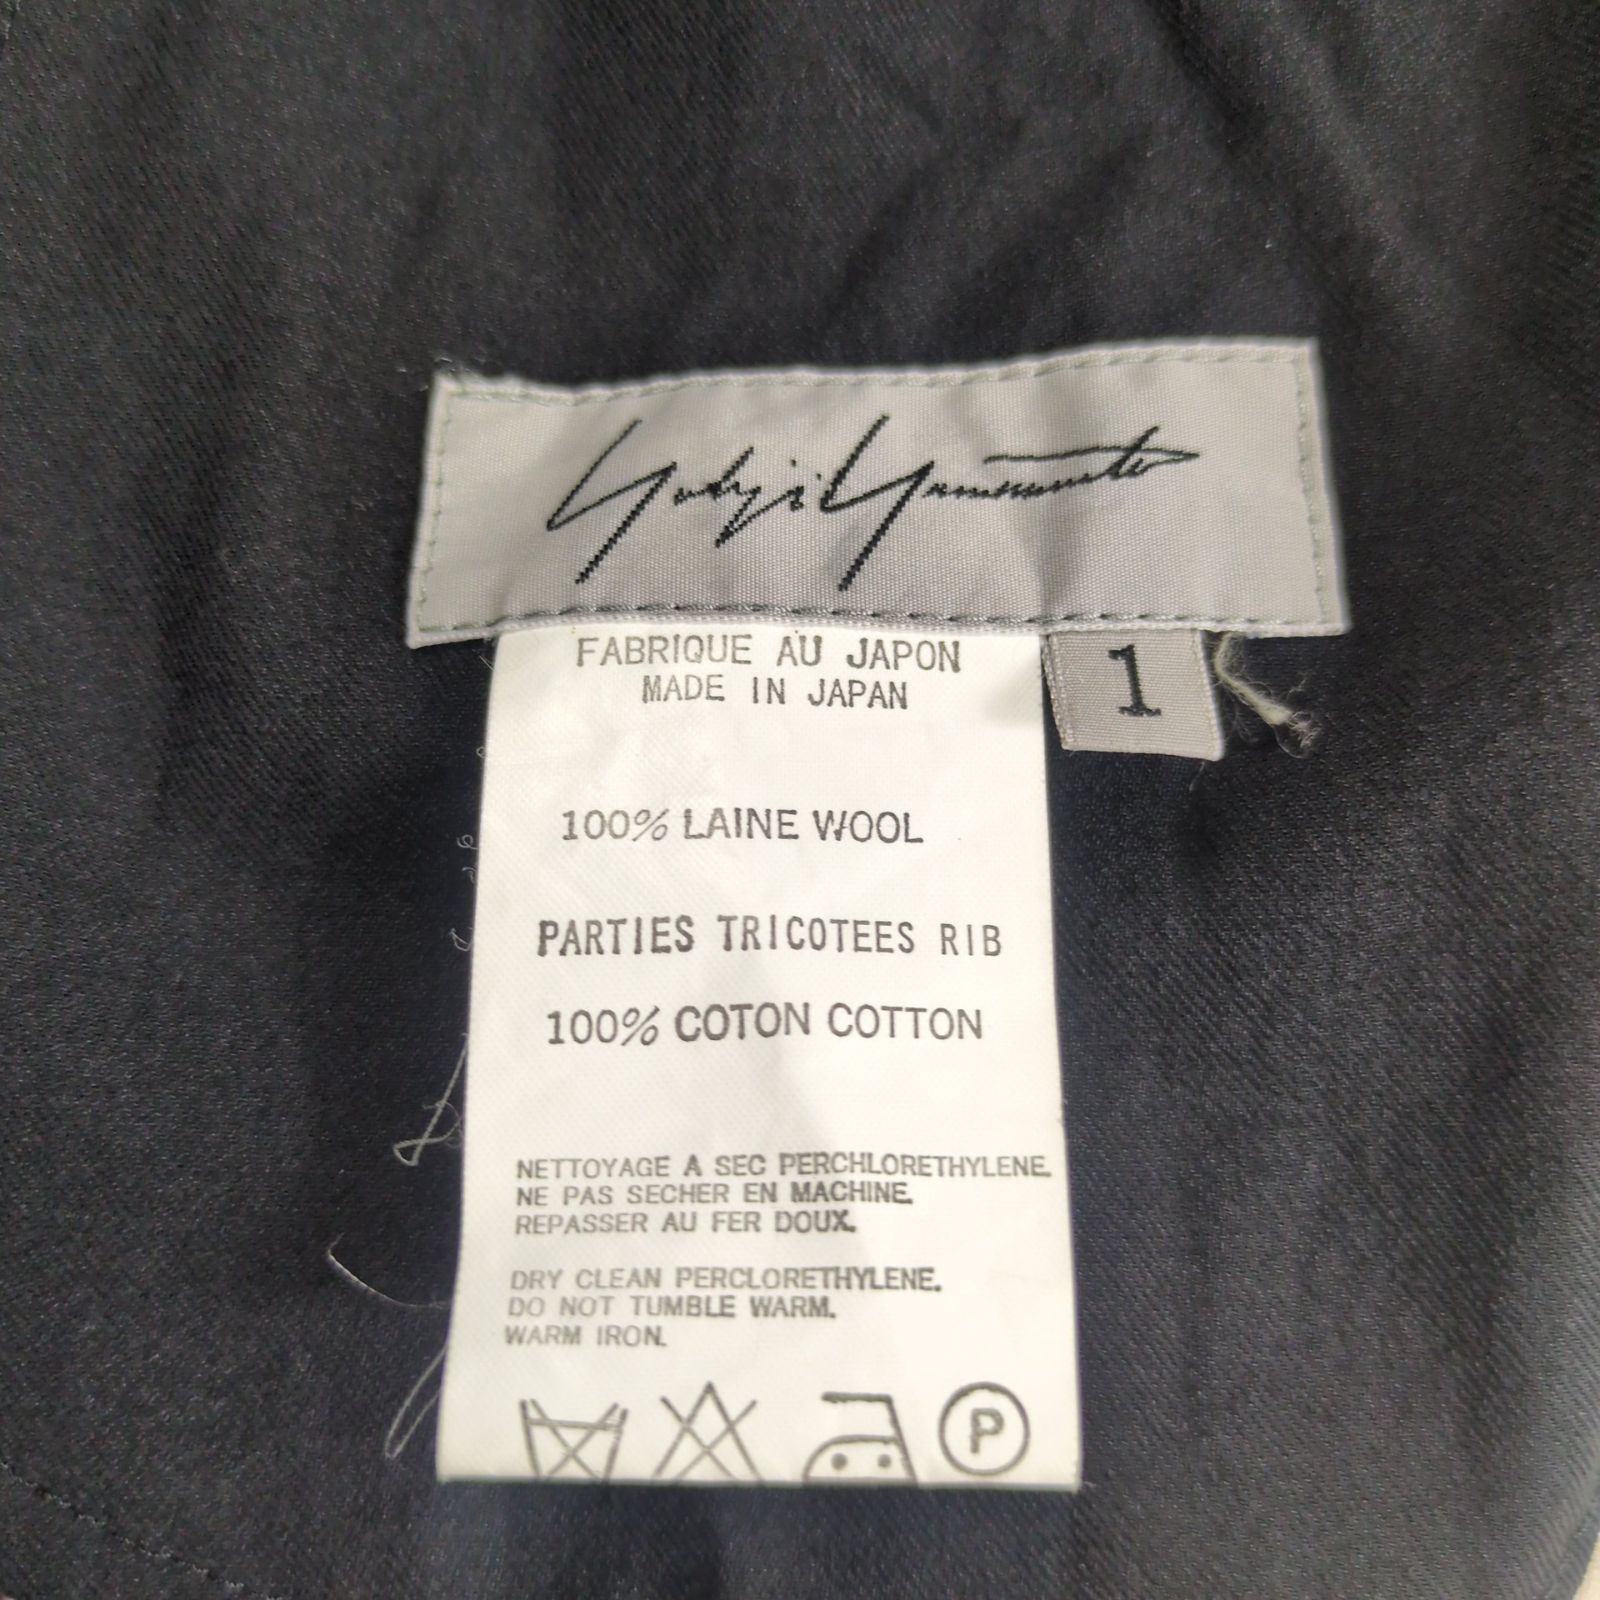 Yohji Yamamoto
FABRIQUE AU JAPON
MADE IN JAPAN
1
100% LAINE WOOL
PARTIES TRICOTEES RIB
100% COTON COTTON
NETTOYAGE A SEC PERCHLORETHYLENE.
NE PAS SECHER EN MACHINE.
REPASSER AU FER DOUX.
DRY CLEAN PERCLORETHYLENE.
DO NOT TUMBLE WARM.
WARM IRON.
P